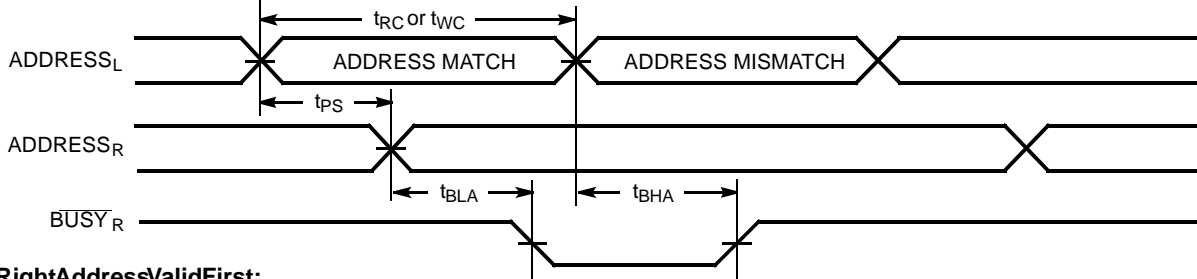 tRC or tWC
ADDRESSL ADDRESS MATCH ADDRESS MISMATCH
tPS
ADDRESSR
tBLA tBHA
BUSYR
RightAddressValidFirst: